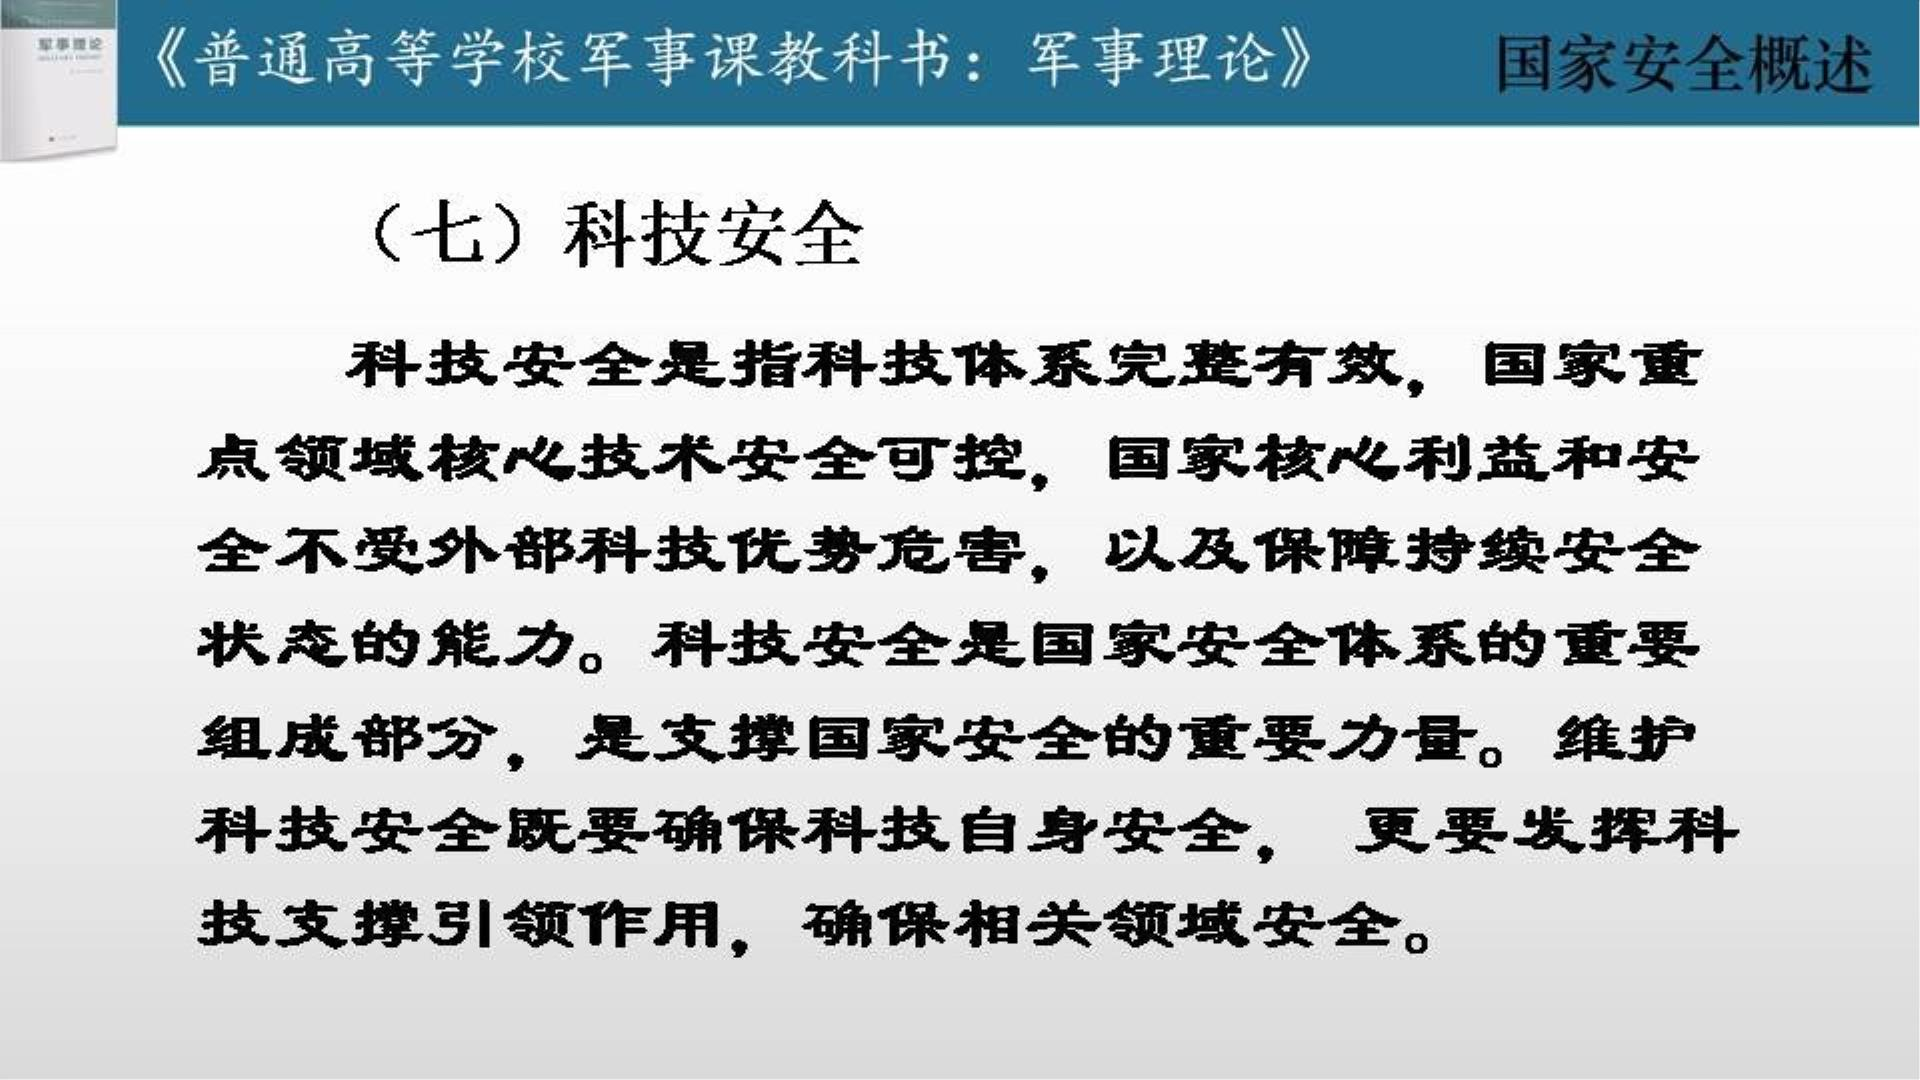 军事理论
《普通高等学校军事课教科书：军事理论》
国家安全概述
（七）科技安全
科技安全是指科技体系完整有效，国家重
点领域核心技术安全可控，国家核心利益和安
全不受外部科技优势危害，以及保障持续安全
状态的能力。科技安全是国家安全体系的重要
组成部分，是支撑国家安全的重要力量。维护
科技安全既要确保科技自身安全， 更要发挥科
技支撑引领作用，确保相关领域安全。